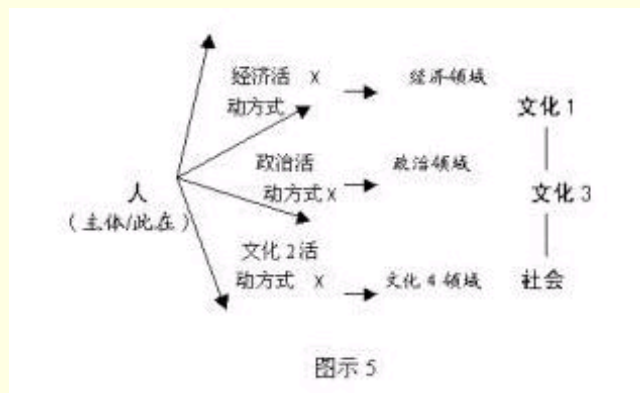 经济活 x 经济领域
动方式
文化 1
政治活 政治领域
动方式 x
人 文化 3
（主体/此在）
文化 2 活
动方式 x 文化 4 领域 社会
图示 5